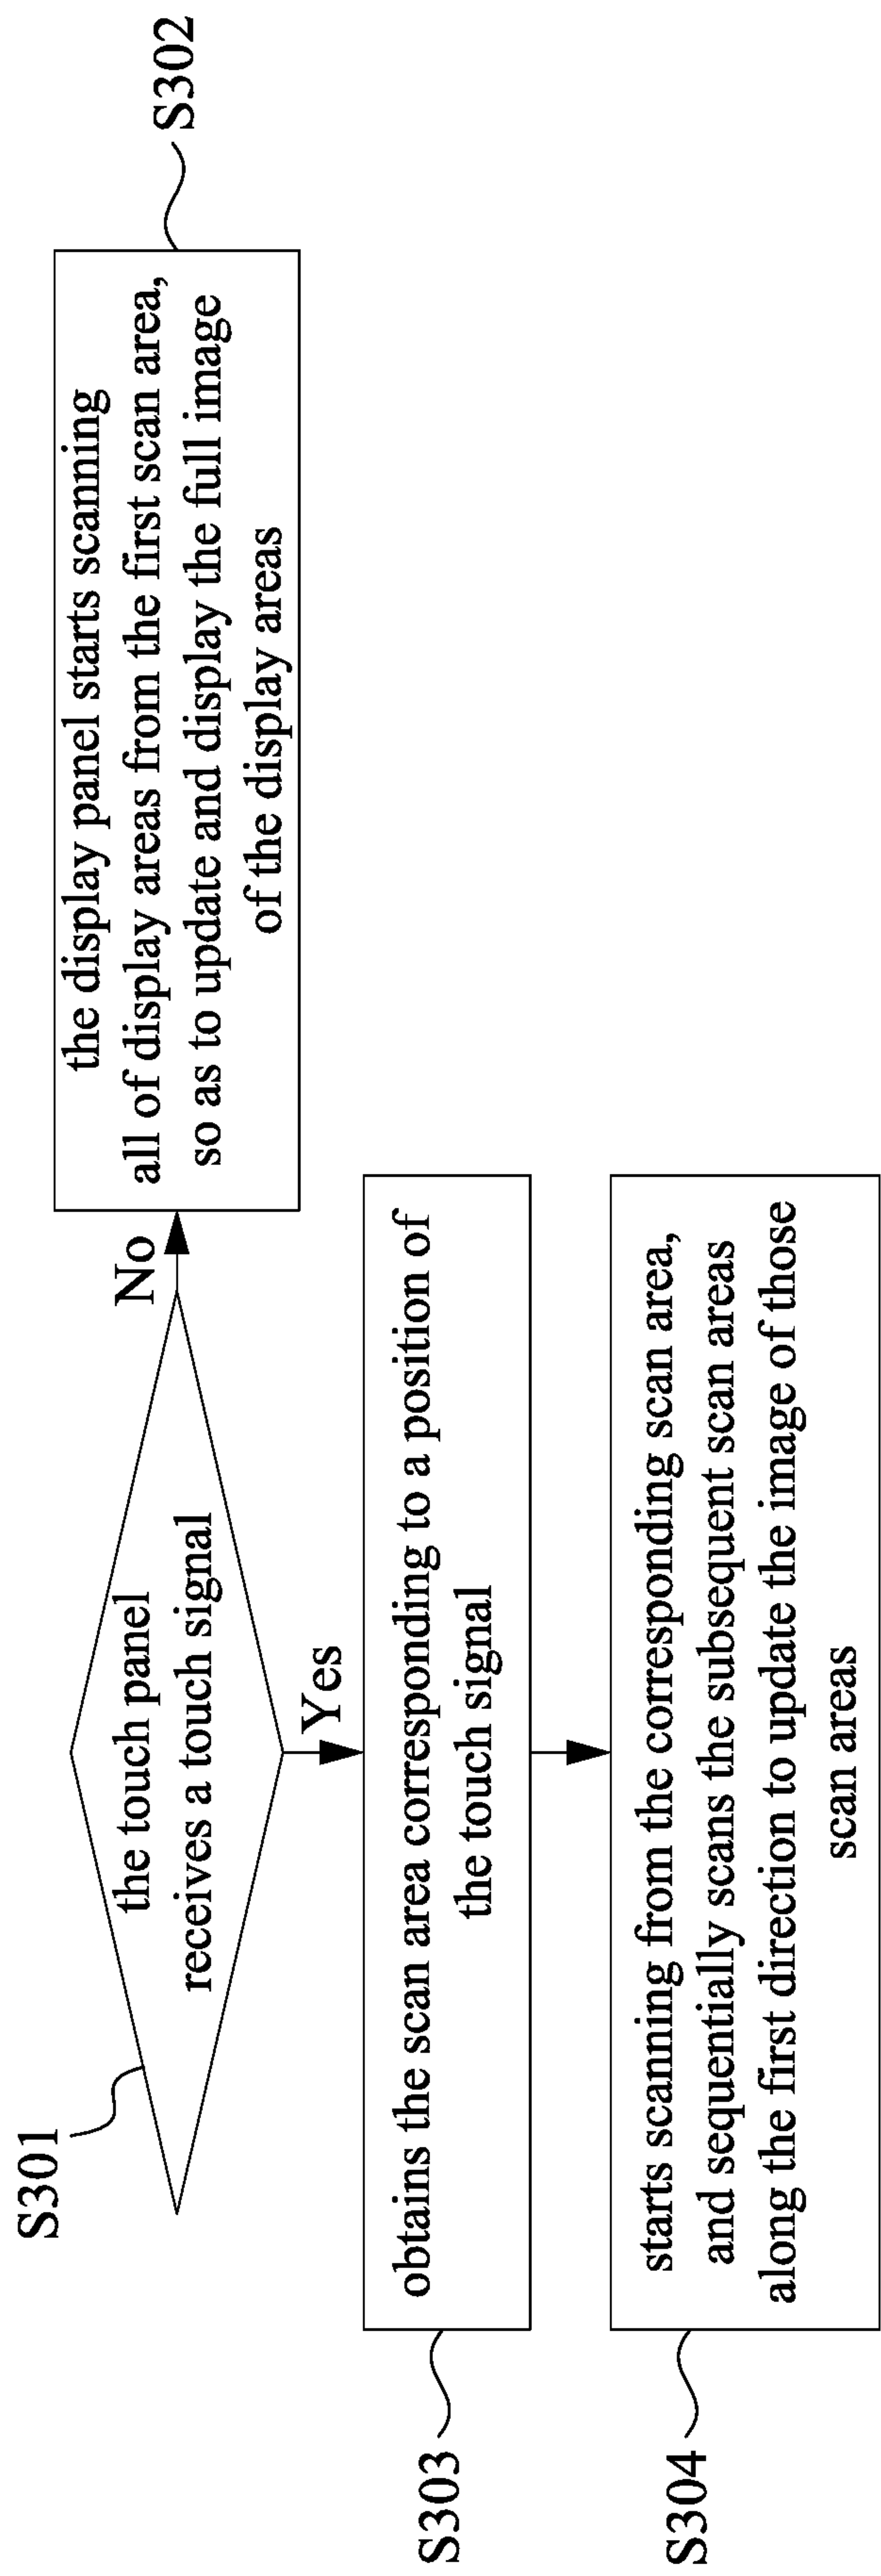 S301
the touch panel
receives a touch signal
No
the display panel starts scanning
all of display areas from the first scan area,
so as to update and display the full image
of the display areas
S302
Yes
S303
obtains the scan area corresponding to a position of
the touch signal
S304
starts scanning from the corresponding scan area,
and sequentially scans the subsequent scan areas
along the first direction to update the image of those
scan areas